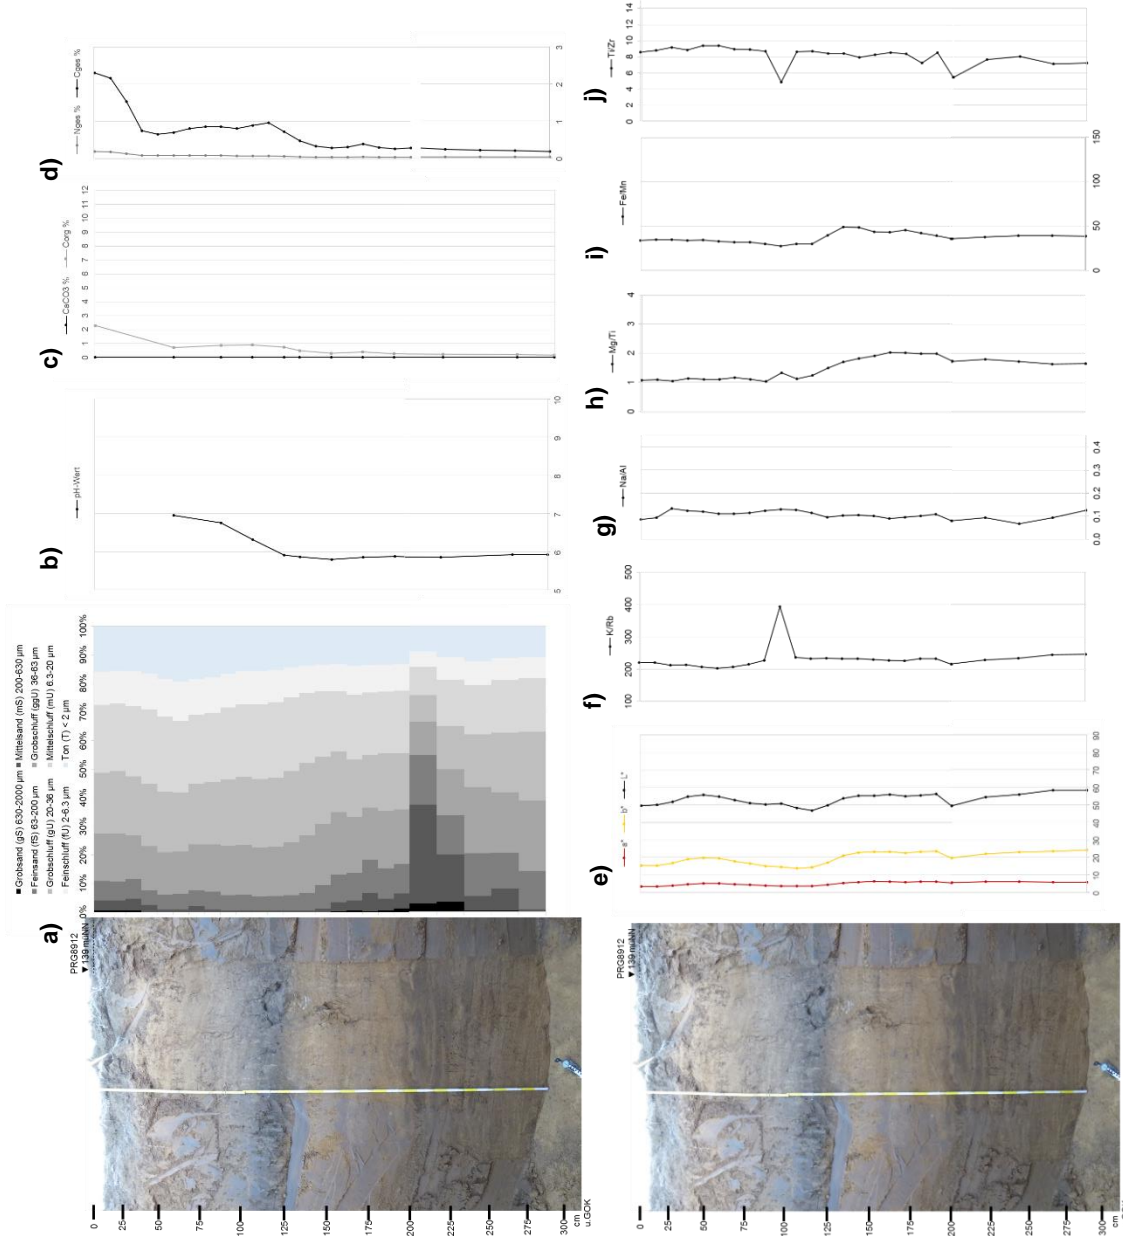 a)
PRG8912
▼139 müNN
0
25
50
75
100
125
150
175
200
225
250
300
cm
u.GOK
■ Grobsand (gS) 630-2000 µm ■ Mittelsand (mS) 200-630 µm
■ Feinsand (fS) 63-200 µm ■ Grobschluff (ggU) 36-63 µm
■ Grobschluff (gU) 20-36 µm ■ Mittelschluff (mU) 6.3-20 µm
Feinschluff (fU) 2-6.3 µm Ton (T) < 2 µm
0% 10% 20% 30% 40% 50% 60% 70% 80% 90% 100%
b)
pH-Wert
5 6 7 8 9 10
c)
CaCO3 % Corg %
0 1 2 3 4 5 6 7 8 9 10 11 12
d)
Nges % Cges %
0 1 2 3
PRG8912
▼139 müNN
0
25
50
75
100
125
150
175
200
225
250
300
cm
e)
a* b* L*
0 10 20 30 40 50 60 70 80 90
f)
K/Rb
100 200 300 400 500
g)
Na/Al
0.0 0.1 0.2 0.3 0.4
h)
Mg/Ti
0 1 2 3 4
i)
Fe/Mn
0 50 100 150
j)
Ti/Zr
0 2 4 6 8 10 12 14